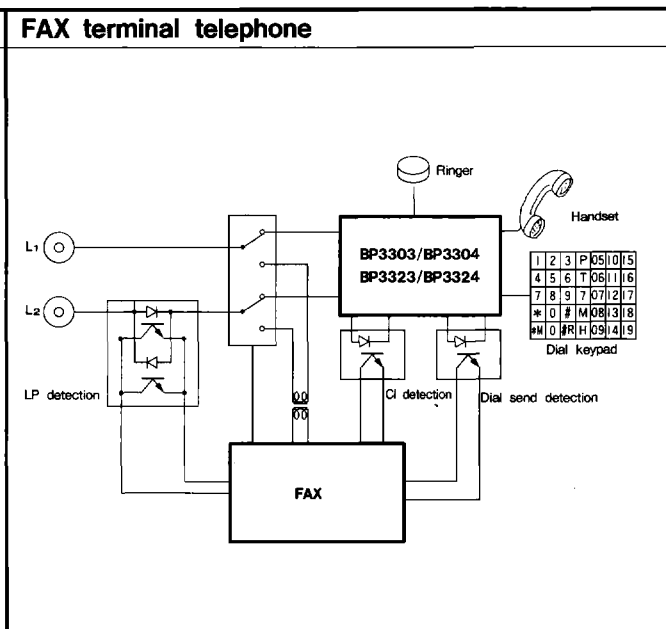 FAX terminal telephone
Ringer
Handset
L1
BP3303/BP3304
BP3323/BP3324
1 2 3 P 05 10 15
4 5 6 T 06 11 16
7 8 9 7 07 12 17
* 0 # M 08 13 18
*M 0 #R H 09 14 19
Dial keypad
L2
LP detection
CI detection
Dial send detection
FAX